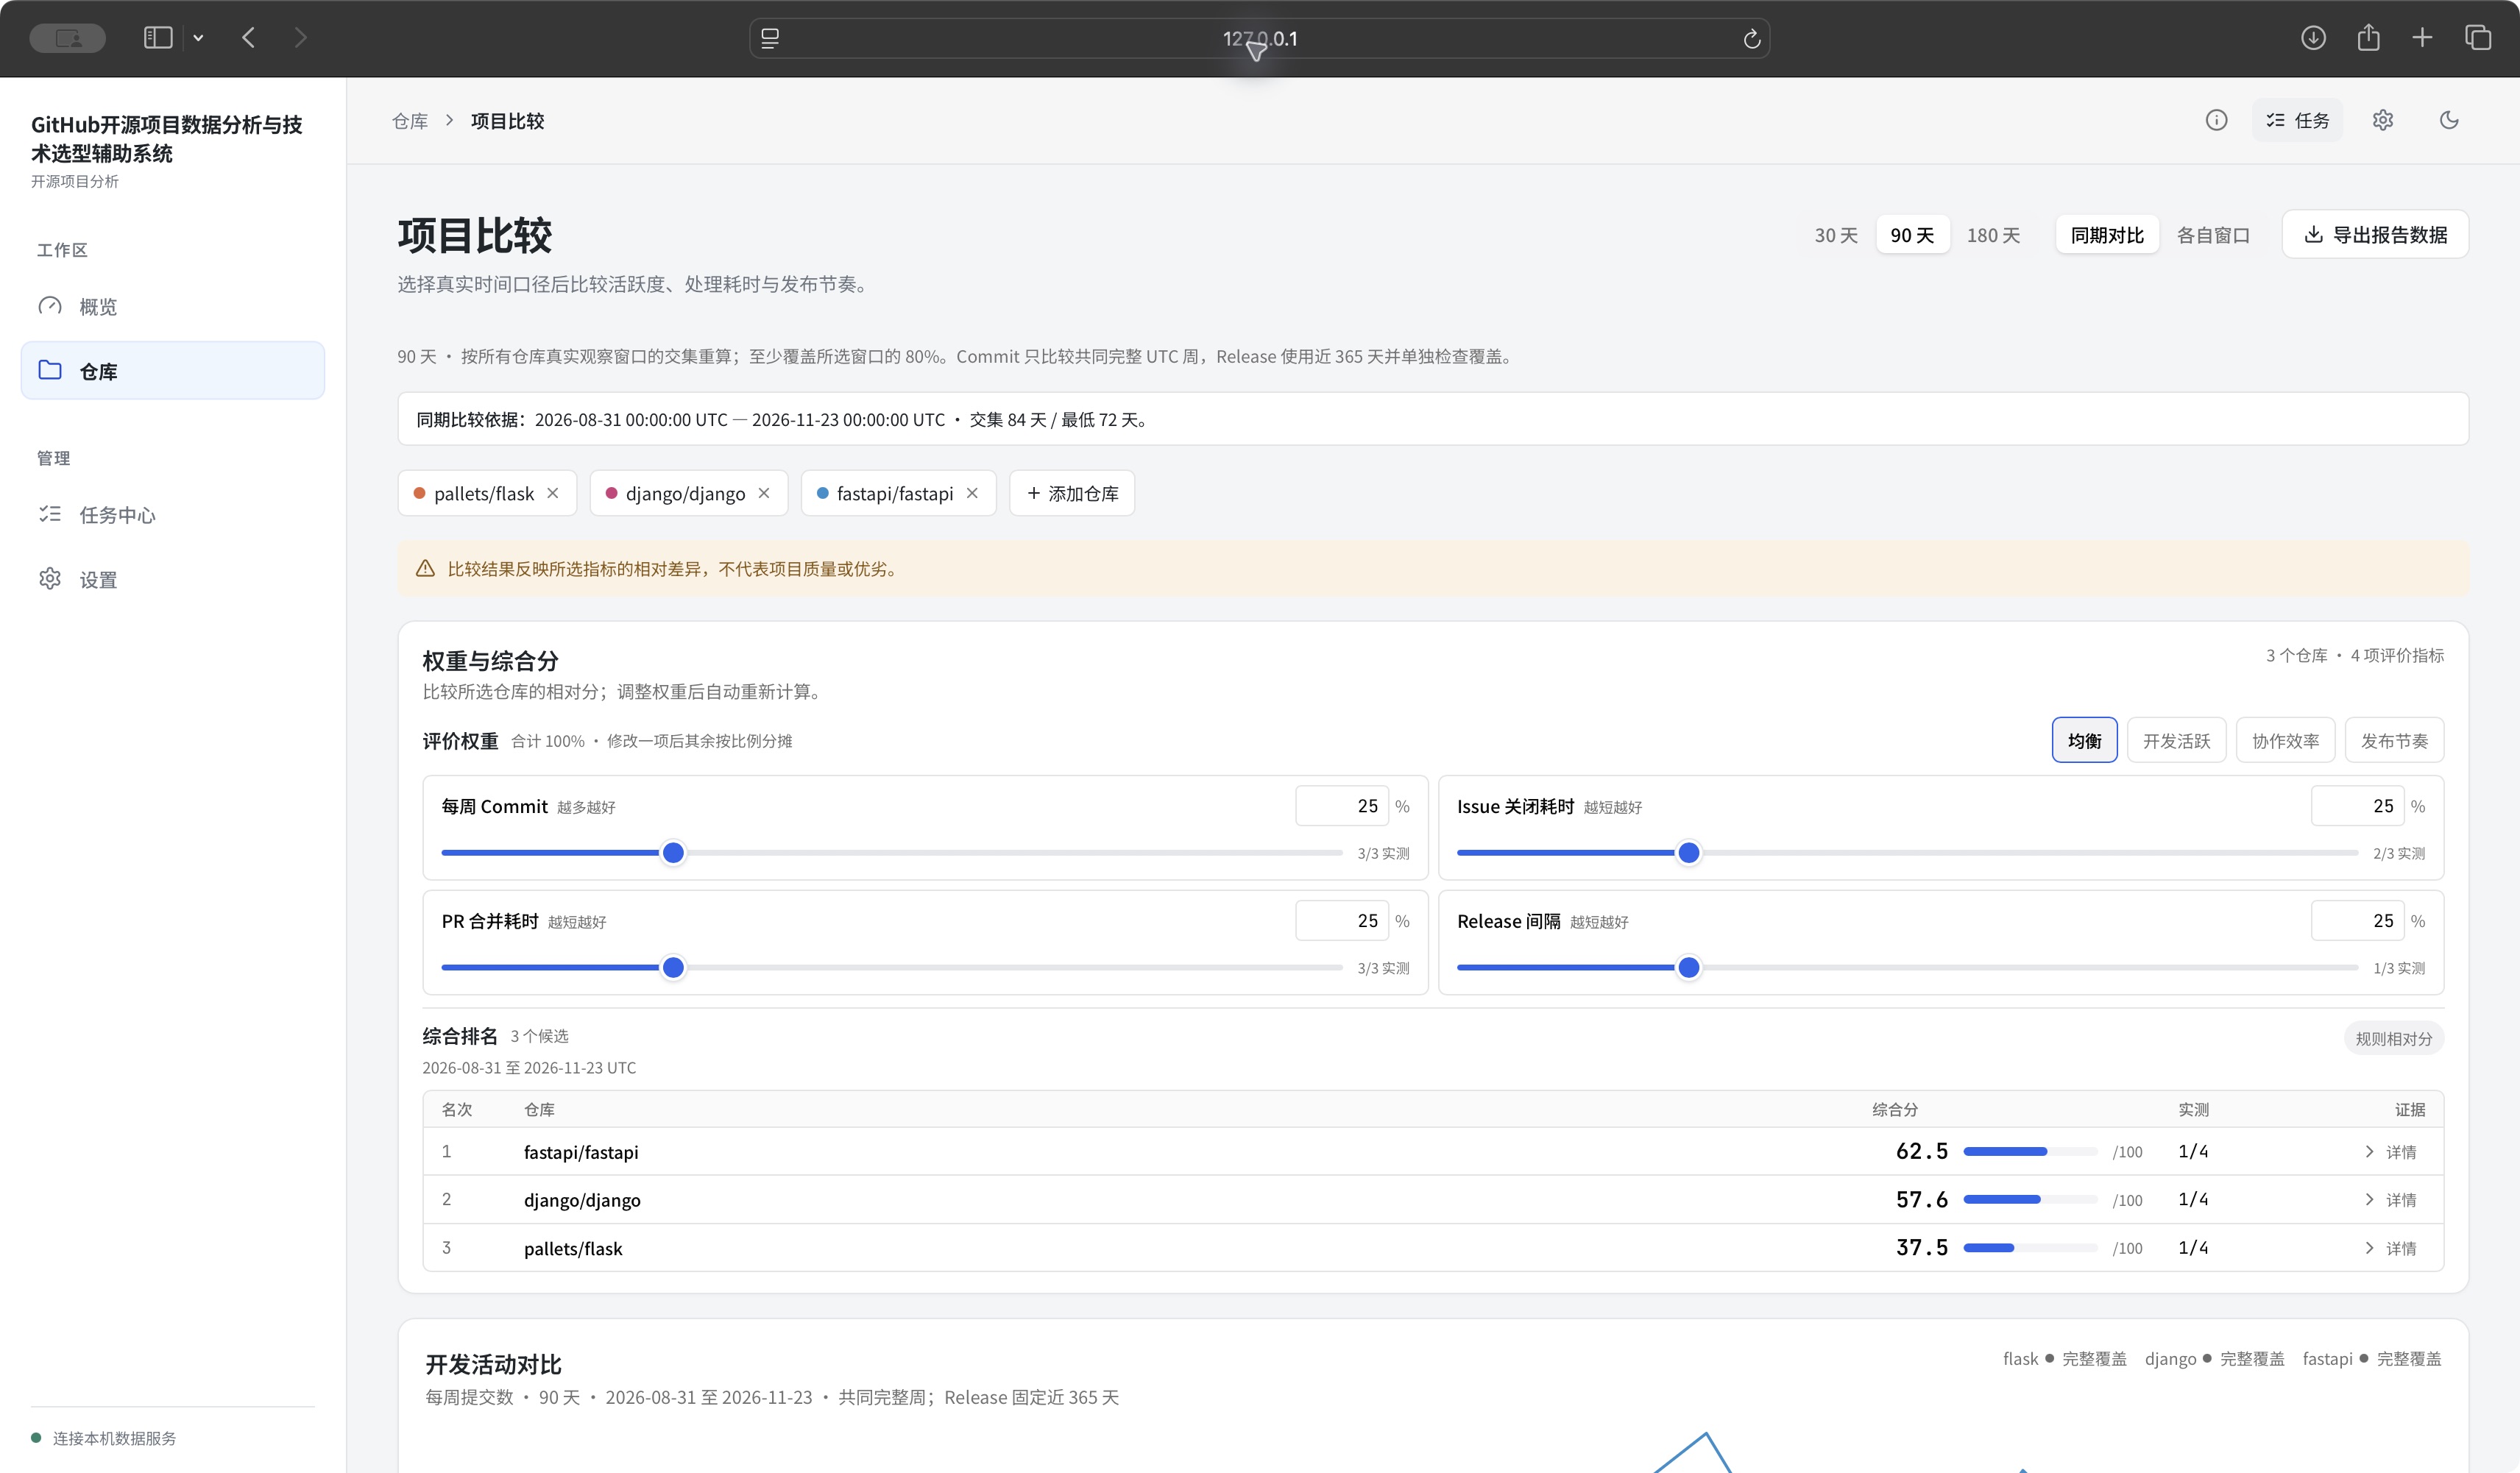 127.0.0.1
GitHub开源项目数据分析与技
术选型辅助系统
开源项目分析
工作区
概览
仓库
管理
任务中心
设置
连接本机数据服务
仓库 > 项目比较
任务
项目比较
30 天 90 天 180 天 同期对比 各自窗口 导出报告数据
选择真实时间口径后比较活跃度、处理耗时与发布节奏。
90 天 · 按所有仓库真实观察窗口的交集重算；至少覆盖所选窗口的 80%。Commit 只比较共同完整 UTC 周，Release 使用近 365 天并单独检查覆盖。
同期比较依据：2026-08-31 00:00:00 UTC — 2026-11-23 00:00:00 UTC · 交集 84 天 / 最低 72 天。
pallets/flask × django/django × fastapi/fastapi × + 添加仓库
比较结果反映所选指标的相对差异，不代表项目质量或优劣。
权重与综合分
3 个仓库 · 4 项评价指标
比较所选仓库的相对分；调整权重后自动重新计算。
评价权重 合计 100% · 修改一项后其余按比例分摊
均衡 开发活跃 协作效率 发布节奏
每周 Commit 越多越好 25 %
3/3 实测
Issue 关闭耗时 越短越好 25 %
2/3 实测
PR 合并耗时 越短越好 25 %
3/3 实测
Release 间隔 越短越好 25 %
1/3 实测
综合排名 3 个候选
规则相对分
2026-08-31 至 2026-11-23 UTC
名次 仓库 综合分 实测 证据
1 fastapi/fastapi 62.5 /100 1/4 > 详情
2 django/django 57.6 /100 1/4 > 详情
3 pallets/flask 37.5 /100 1/4 > 详情
开发活动对比
flask ● 完整覆盖 django ● 完整覆盖 fastapi ● 完整覆盖
每周提交数 · 90 天 · 2026-08-31 至 2026-11-23 · 共同完整周；Release 固定近 365 天